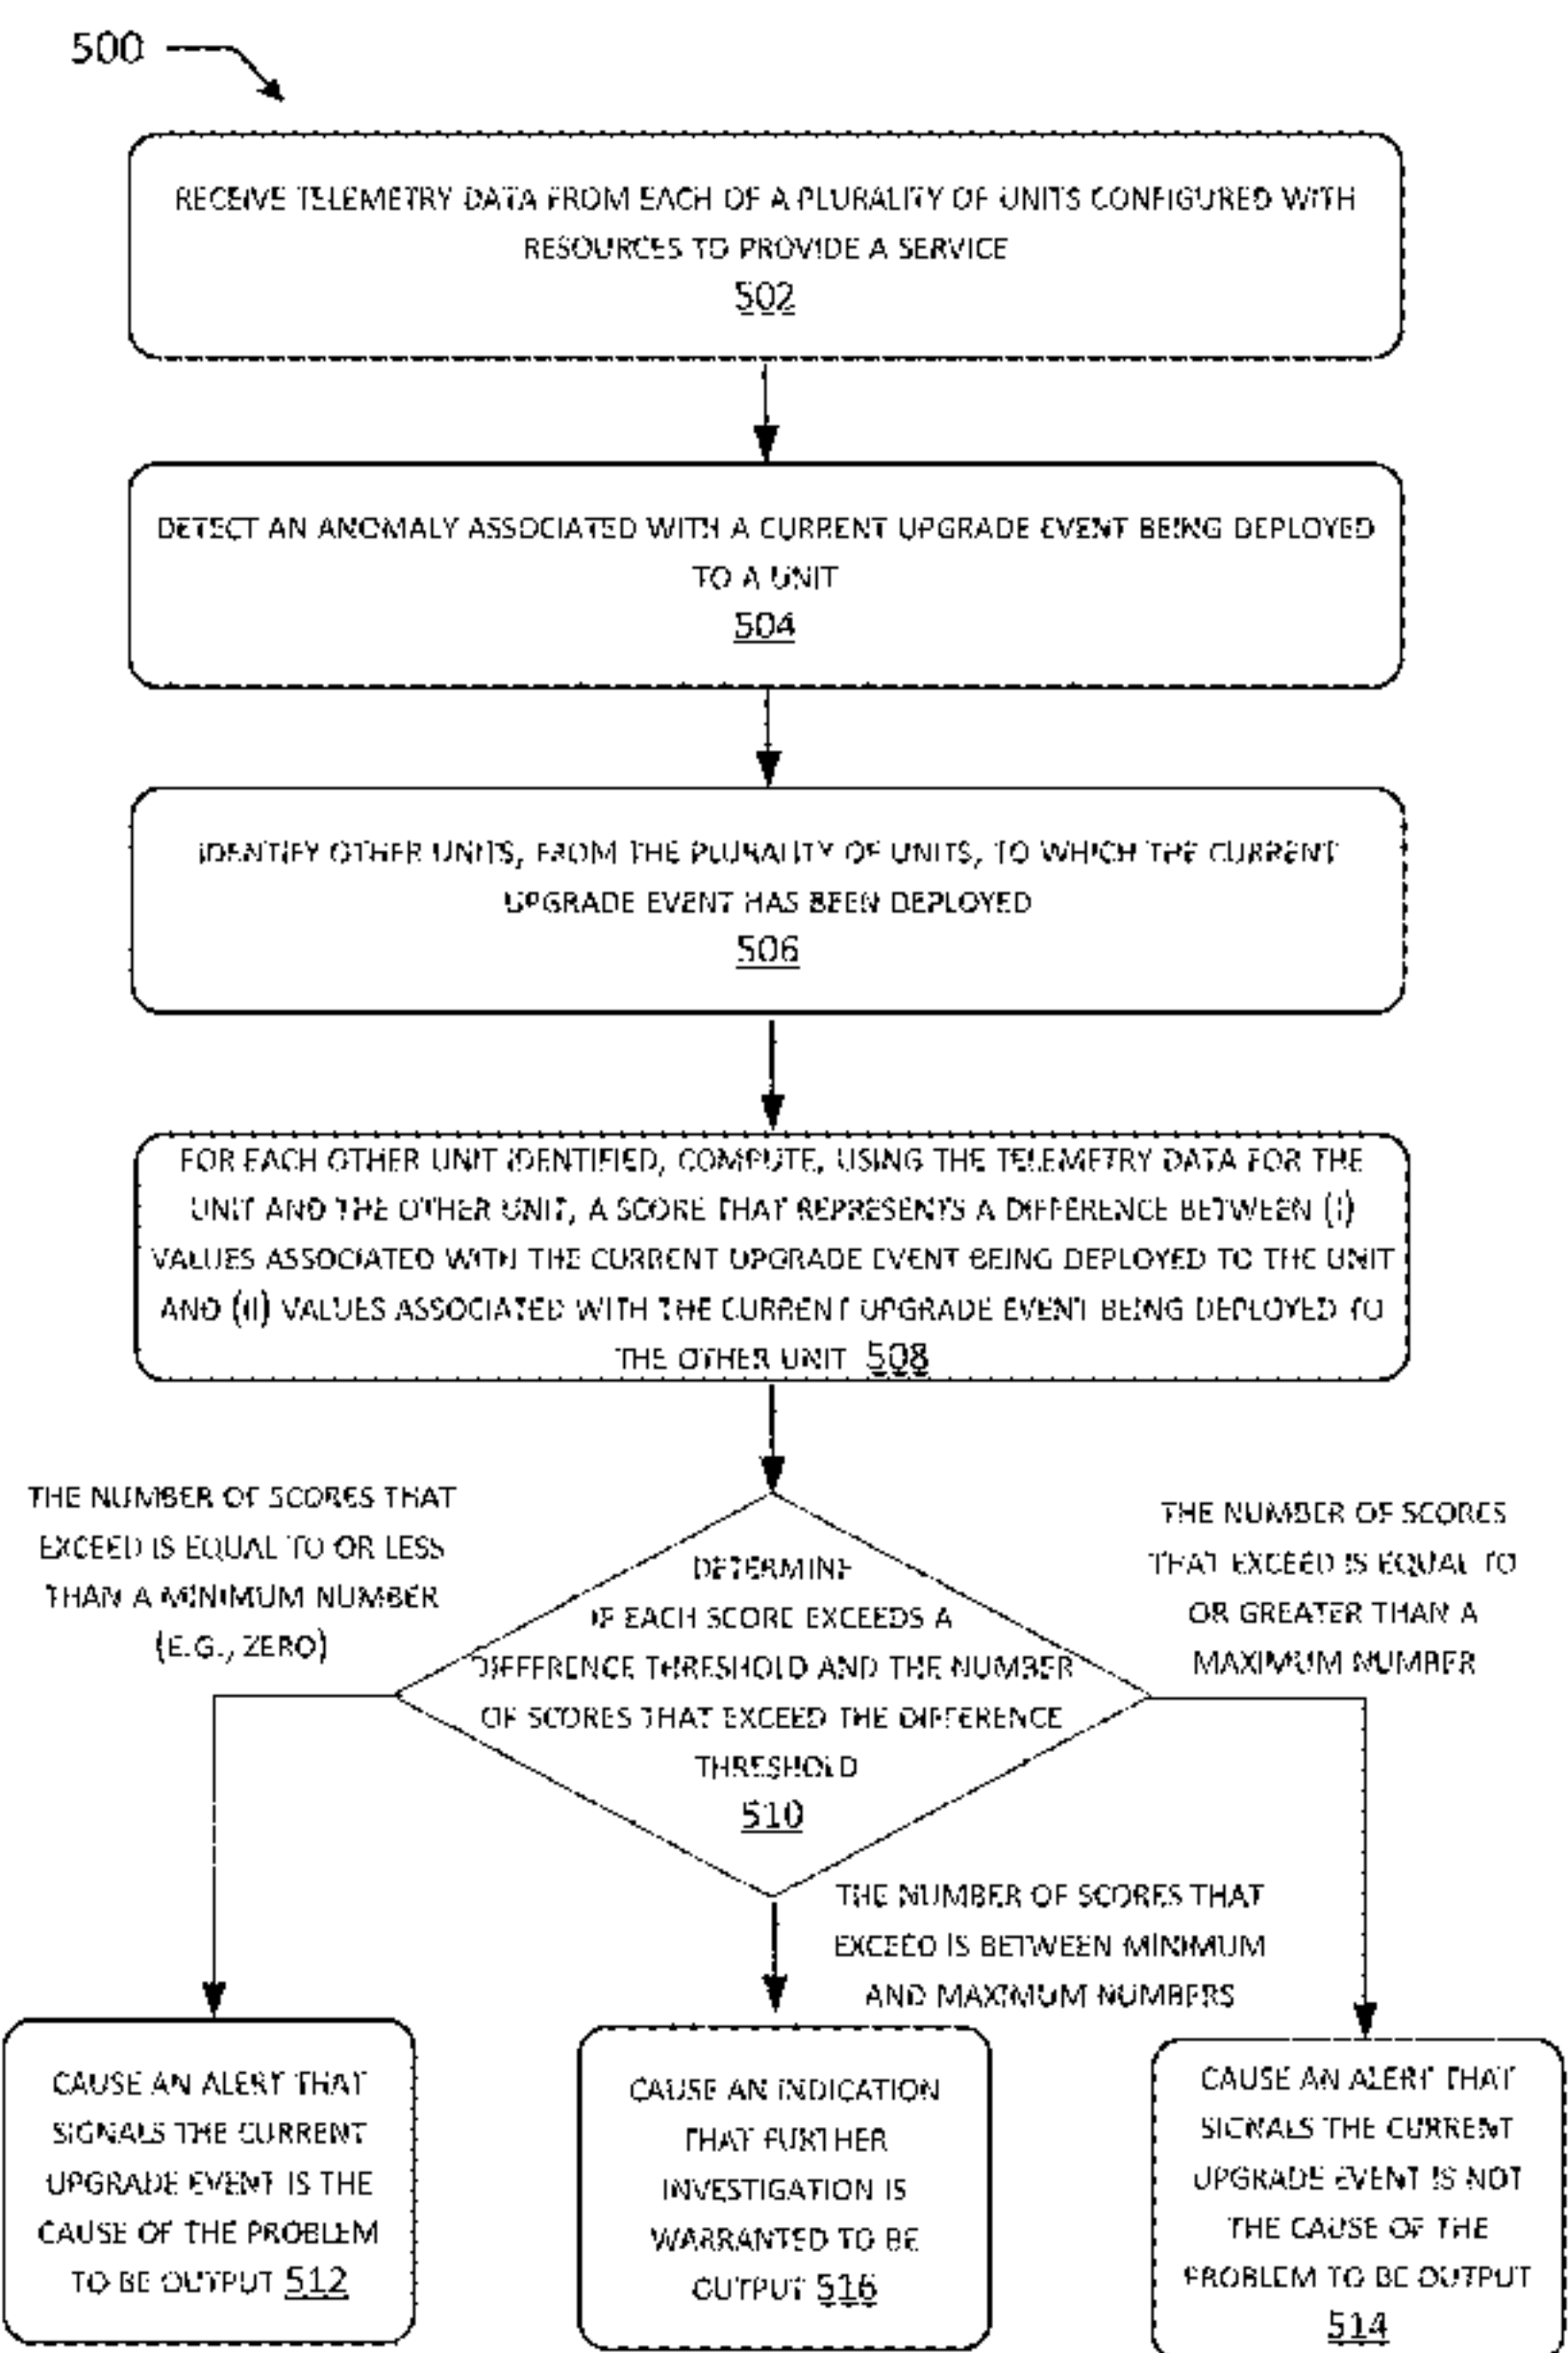 500
RECEIVE TELEMETRY DATA FROM EACH OF A PLURALITY OF UNITS CONFIGURED WITH
RESOURCES TO PROVIDE A SERVICE
502
DETECT AN ANOMALY ASSOCIATED WITH A CURRENT UPGRADE EVENT BEING DEPLOYED
TO A UNIT
504
IDENTIFY OTHER UNITS, FROM THE PLURALITY OF UNITS, TO WHICH THE CURRENT
UPGRADE EVENT HAS BEEN DEPLOYED
506
FOR EACH OTHER UNIT IDENTIFIED, COMPUTE, USING THE TELEMETRY DATA FOR THE
UNIT AND THE OTHER UNIT, A SCORE THAT REPRESENTS A DIFFERENCE BETWEEN (I)
VALUES ASSOCIATED WITH THE CURRENT UPGRADE EVENT BEING DEPLOYED TO THE UNIT
AND (II) VALUES ASSOCIATED WITH THE CURRENT UPGRADE EVENT BEING DEPLOYED TO
THE OTHER UNIT 508
THE NUMBER OF SCORES THAT
EXCEED IS EQUAL TO OR LESS
THAN A MINIMUM NUMBER
(E.G., ZERO)
DETERMINE
IF EACH SCORE EXCEEDS A
DIFFERENCE THRESHOLD AND THE NUMBER
OF SCORES THAT EXCEED THE DIFFERENCE
THRESHOLD
510
THE NUMBER OF SCORES
THAT EXCEED IS EQUAL TO
OR GREATER THAN A
MAXIMUM NUMBER
THE NUMBER OF SCORES THAT
EXCEED IS BETWEEN MINIMUM
AND MAXIMUM NUMBERS
CAUSE AN ALERT THAT
SIGNALS THE CURRENT
UPGRADE EVENT IS THE
CAUSE OF THE PROBLEM
TO BE OUTPUT 512
CAUSE AN INDICATION
THAT FURTHER
INVESTIGATION IS
WARRANTED TO BE
OUTPUT 516
CAUSE AN ALERT THAT
SIGNALS THE CURRENT
UPGRADE EVENT IS NOT
THE CAUSE OF THE
PROBLEM TO BE OUTPUT
514